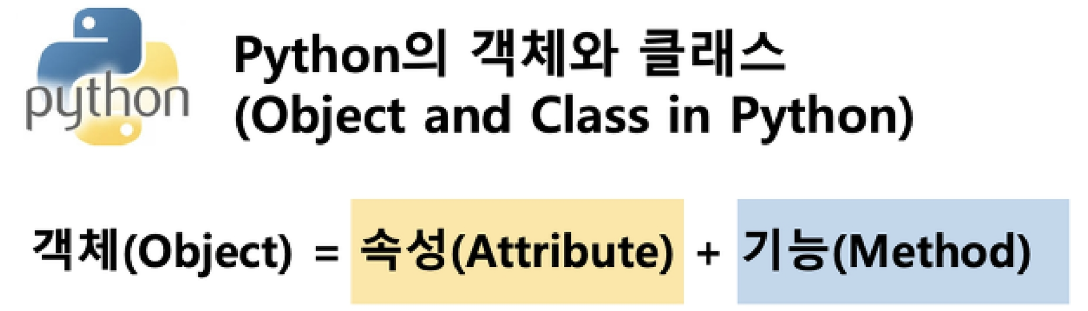 python
Python의 객체와 클래스
(Object and Class in Python)
객체(Object) = 속성(Attribute) + 기능(Method)